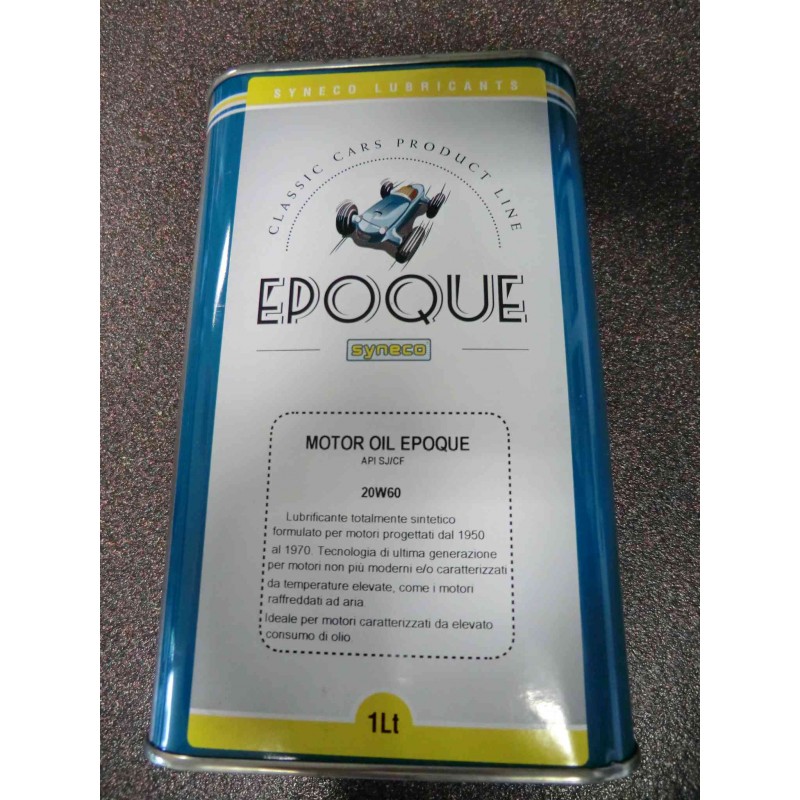 SYNECO LUBRICANTS
CLASSIC CARS PRODUCT LINE
EPOQUE
syneco
MOTOR OIL EPOQUE
API SJ/CF
20W60
Lubrificante totalmente sintetico
formulato per motori progettati dal 1950
al 1970. Tecnologia di ultima generazione
per motori non più moderni e/o caratterizzati
da temperature elevate, come i motori
raffreddati ad aria
Ideale per motori caratterizzati da elevato
consumo di olio
1Lt